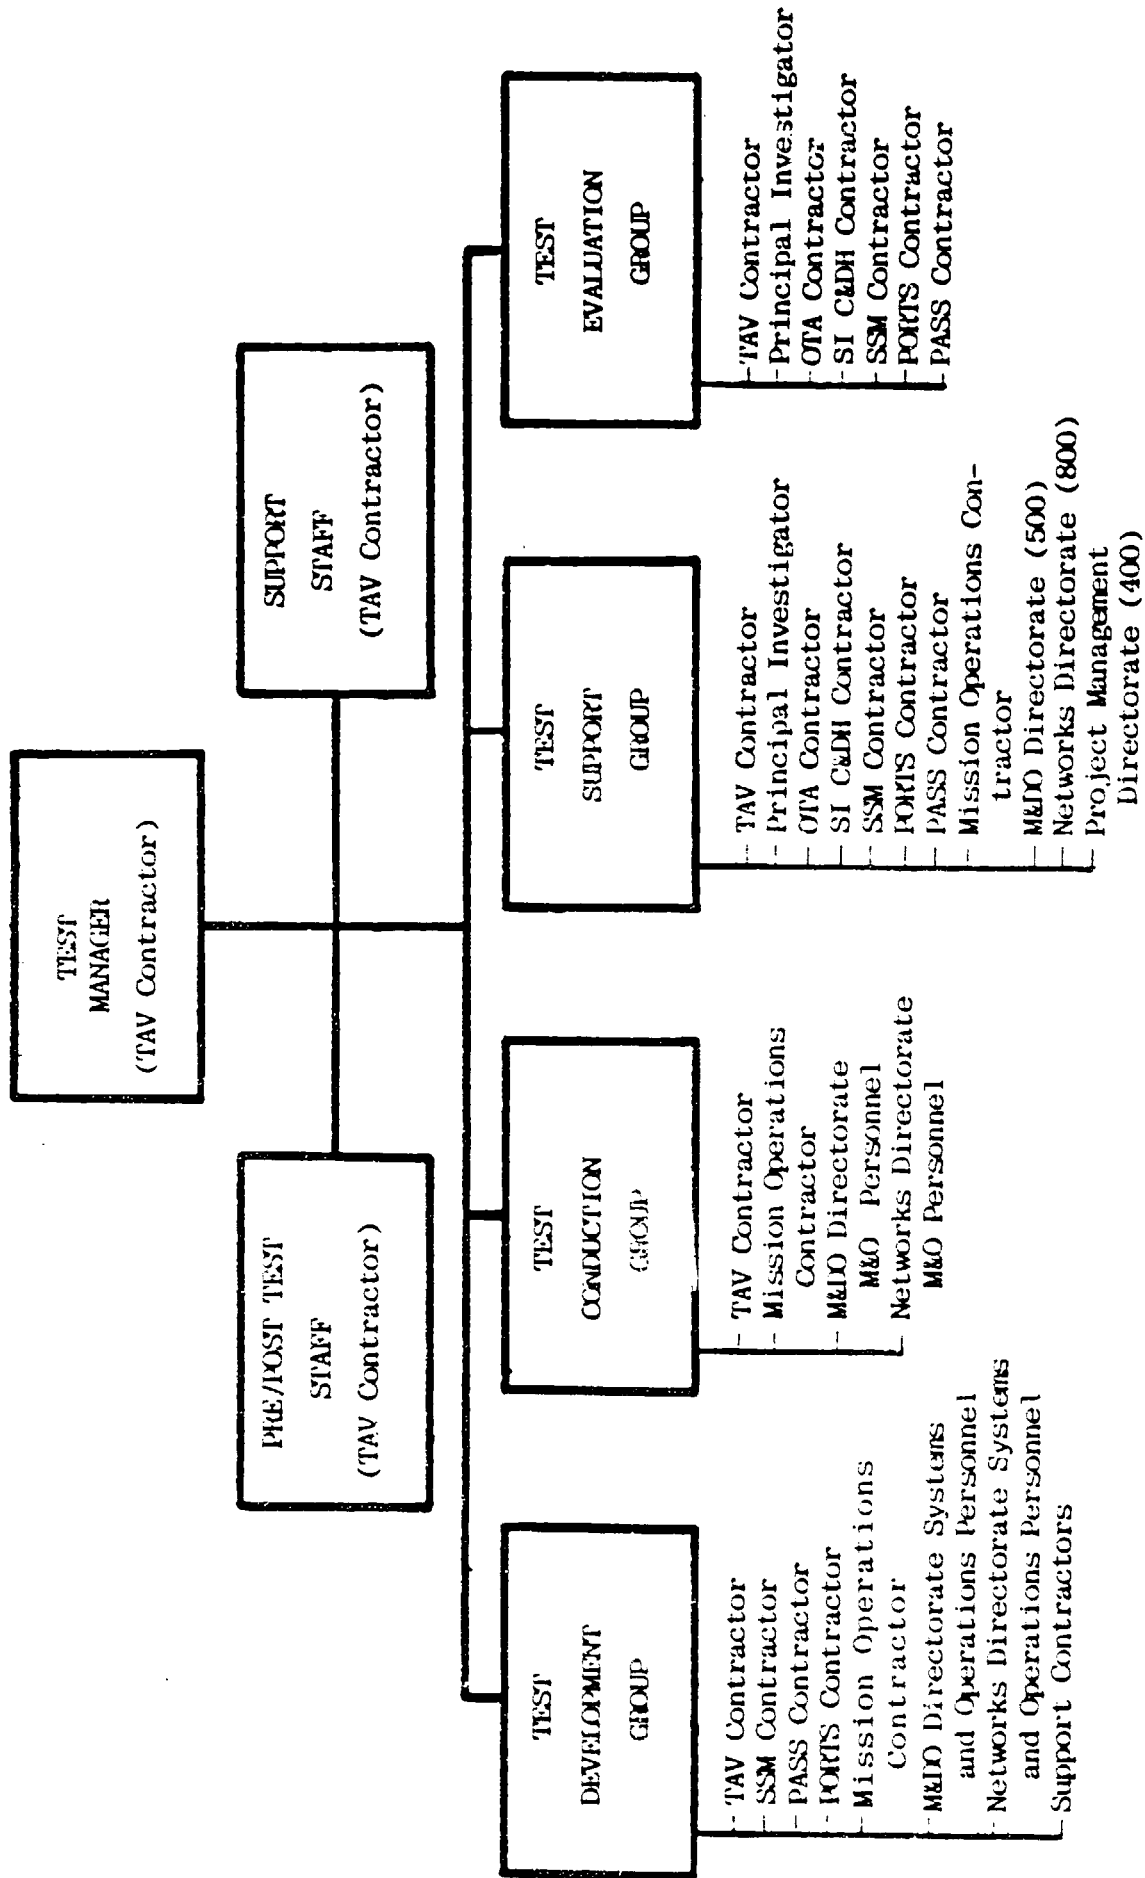 TEST
MANAGER
(TAV Contractor)
PRE/POST TEST
STAFF
(TAV Contractor)
SUPPORT
STAFF
(TAV Contractor)
TEST
DEVELOPMENT
GROUP
TAV Contractor
SSM Contractor
PASS Contractor
PORTS Contractor
Mission Operations
Contractor
M&DO Directorate Systems
and Operations Personnel
Networks Directorate Systems
and Operations Personnel
Support Contractors
TEST
CONDUCTION
GROUP
TAV Contractor
Mission Operations
Contractor
M&DO Directorate
M&O Personnel
Networks Directorate
M&O Personnel
TEST
SUPPORT
GROUP
TAV Contractor
Principal Investigator
OTA Contractor
SI C&DH Contractor
SSM Contractor
PORTS Contractor
PASS Contractor
Mission Operations Con-
tractor
M&DO Directorate (500)
Networks Directorate (800)
Project Management
Directorate (400)
TEST
EVALUATION
GROUP
TAV Contractor
Principal Investigator
OTA Contractor
SI C&DH Contractor
SSM Contractor
PORTS Contractor
PASS Contractor